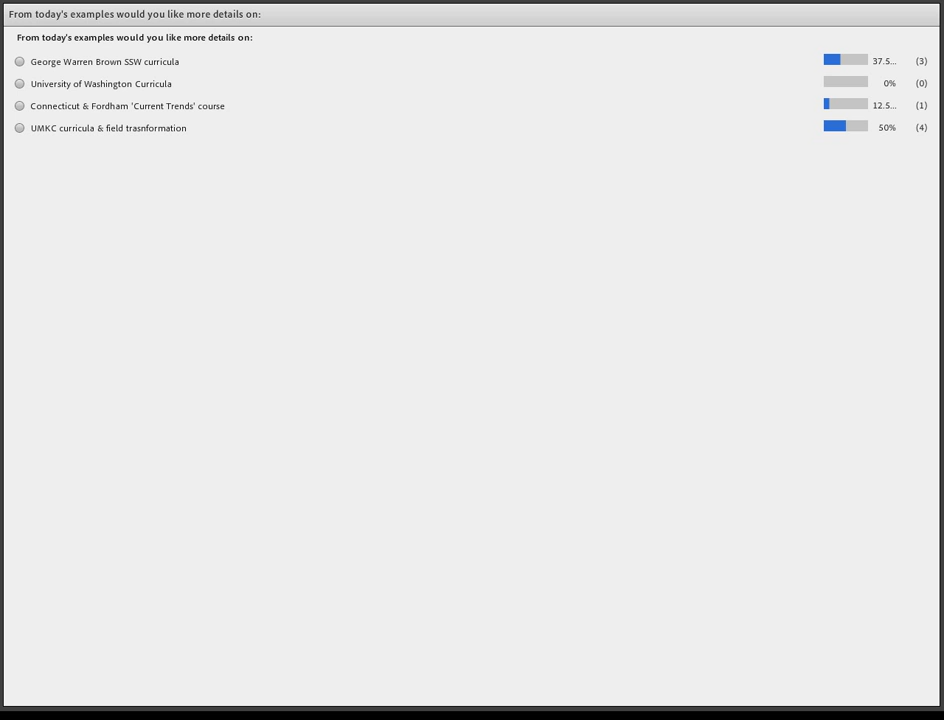 From today's examples would you like more details on:
From today's examples would you like more details on:
George Warren Brown SSW curricula 37.5... (3)
University of Washington Curricula 0% (0)
Connecticut & Fordham 'Current Trends' course 12.5... (1)
UMKC curricula & field trasnformation 50% (4)